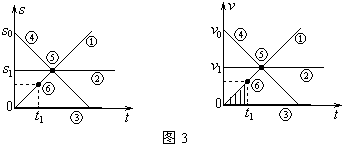 s
v
s₀ ④ ①
v₀ ④ ①
⑤
⑤
s₁ ②
v₁ ②
⑥
⑥
0 t₁ ③ t
0 t₁ ③ t
图 3